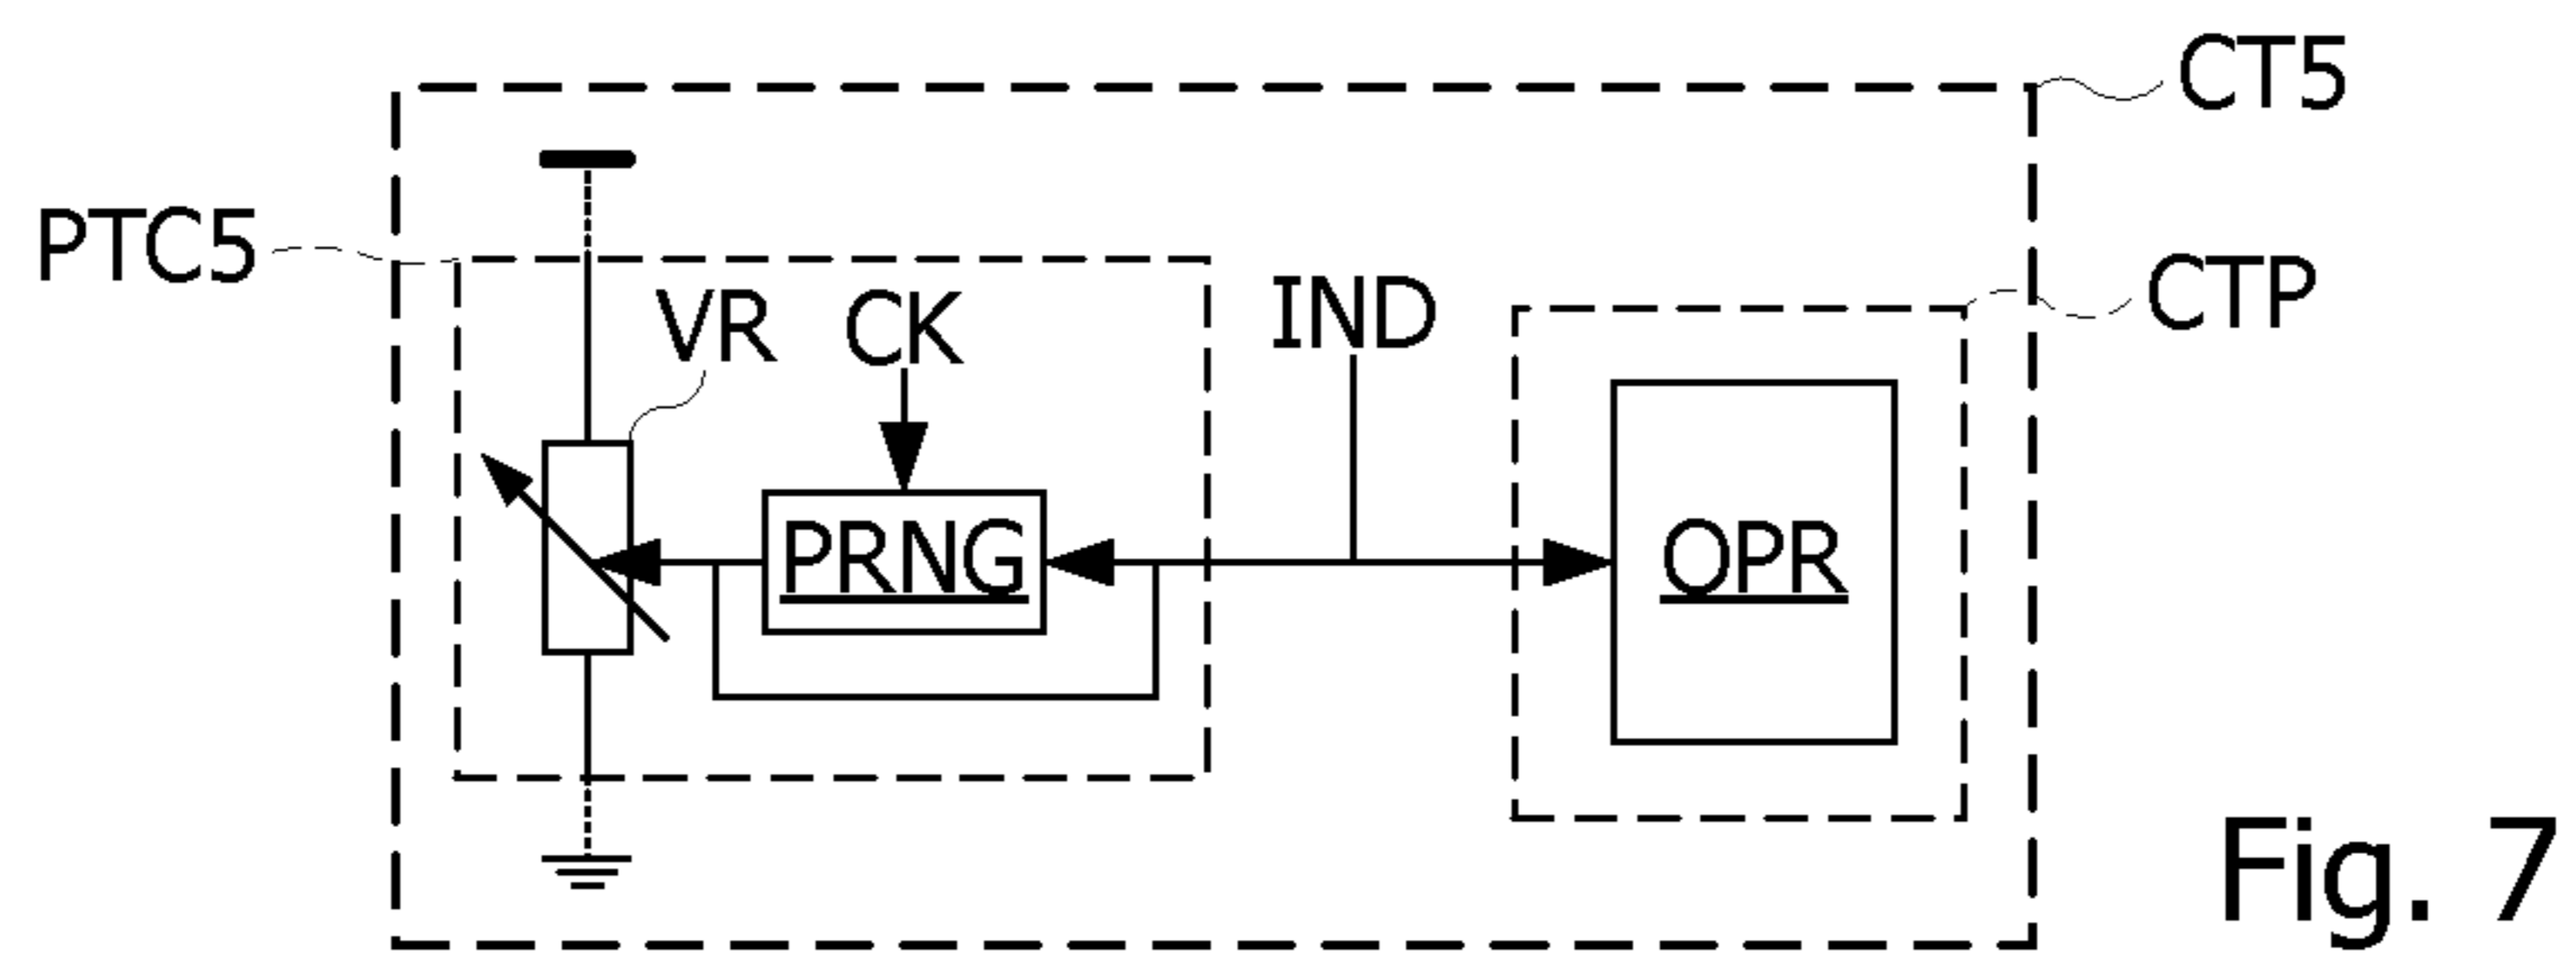 CT5
PTC5
CTP
VR
CK
IND
PRNG
OPR
Fig. 7